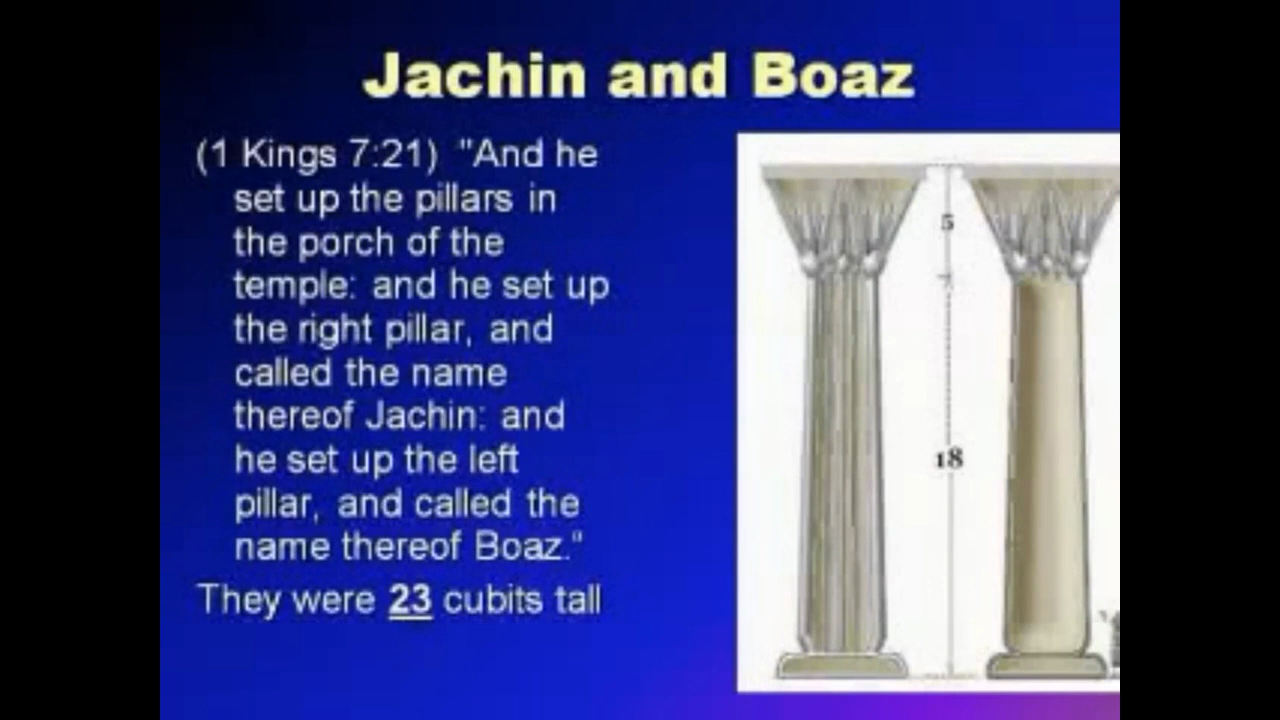 Jachin and Boaz
(1 Kings 7:21) "And he
set up the pillars in
the porch of the
temple: and he set up
the right pillar, and
called the name
thereof Jachin: and
he set up the left
pillar, and called the
name thereof Boaz."
They were 23 cubits tall
5
18